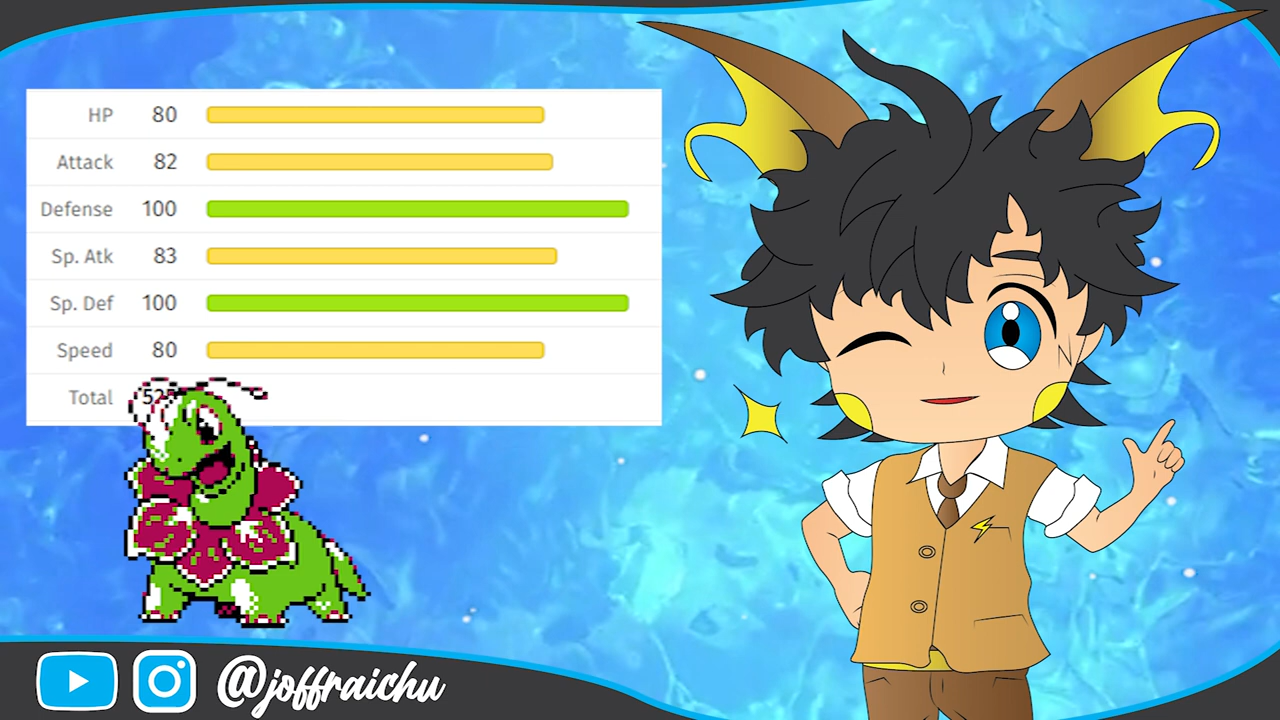 HP 80
Attack 82
Defense 100
Sp. Atk 83
Sp. Def 100
Speed 80
Total
@joffraichu